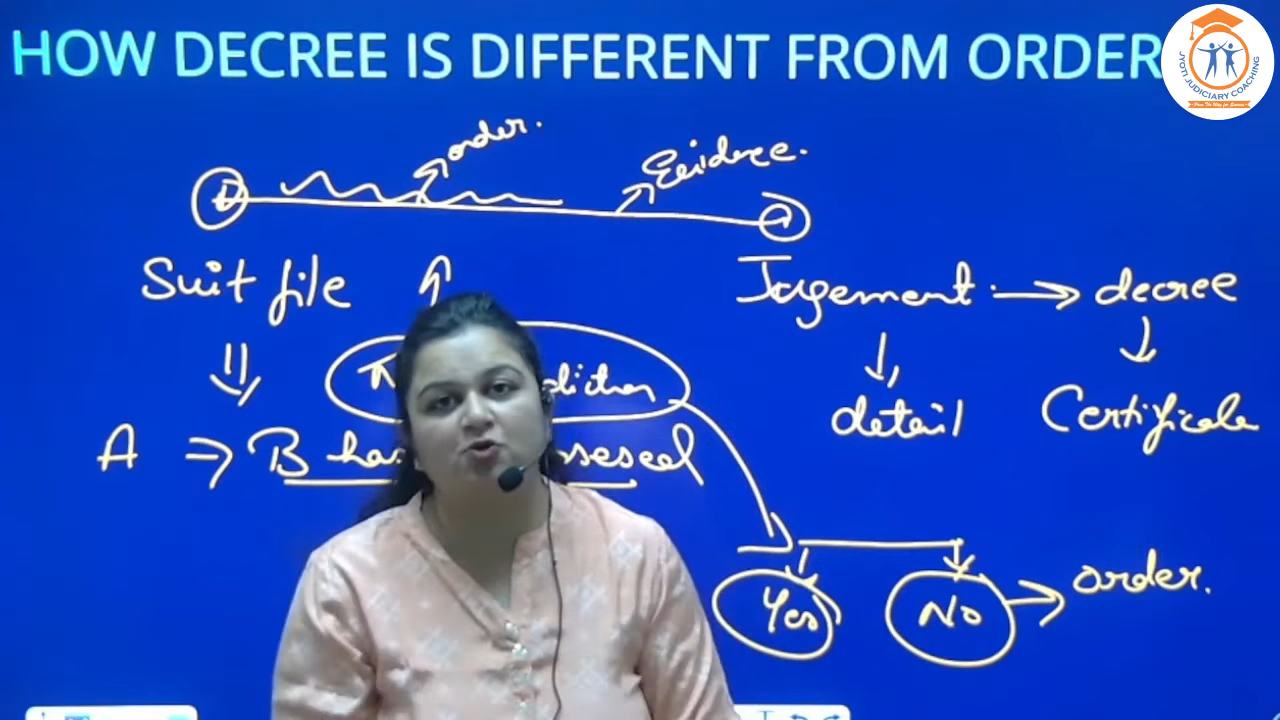 HOW DECREE IS DIFFERENT FROM ORDER
JYOTI JUDICIARY COACHING
order.
Evidence.
Suit file
Jugement → decree
detail
Certificate
A ⇒ B has
Yes
No → order.